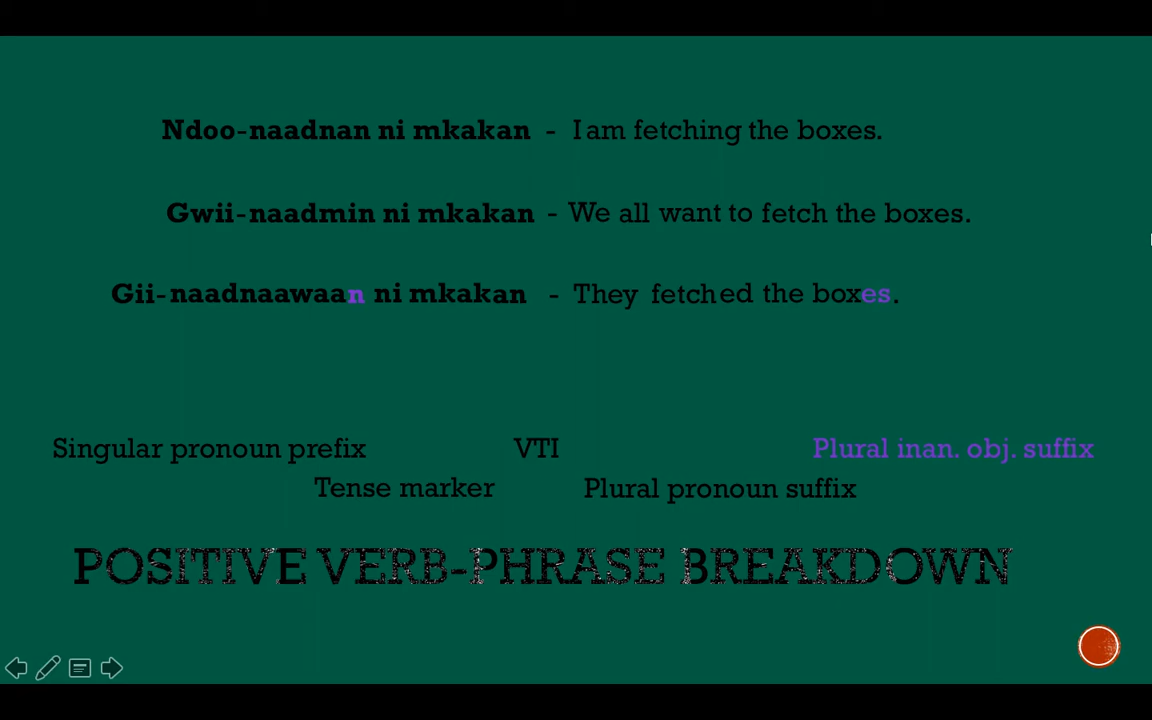 Ndoo-naadnan ni mkakan - I am fetching the boxes.
Gwii-naadmin ni mkakan - We all want to fetch the boxes.
Gii-naadnaawaan ni mkakan - They fetched the boxes.
Singular pronoun prefix VTI Plural inan. obj. suffix
Tense marker Plural pronoun suffix
POSITIVE VERB-PHRASE BREAKDOWN